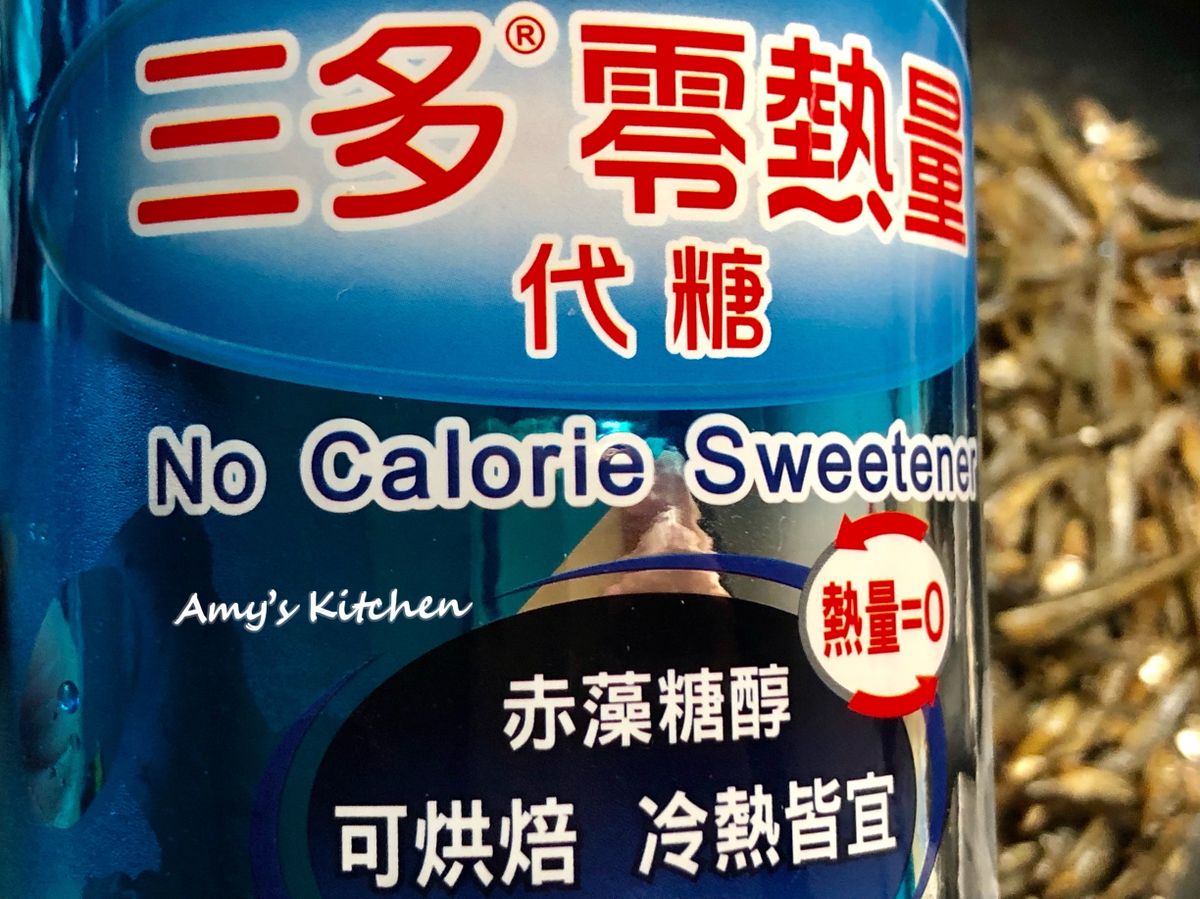 三多®零熱量
代糖
No Calorie Sweetener
熱量=0
Amy's Kitchen
赤藻糖醇
可烘焙 冷熱皆宜